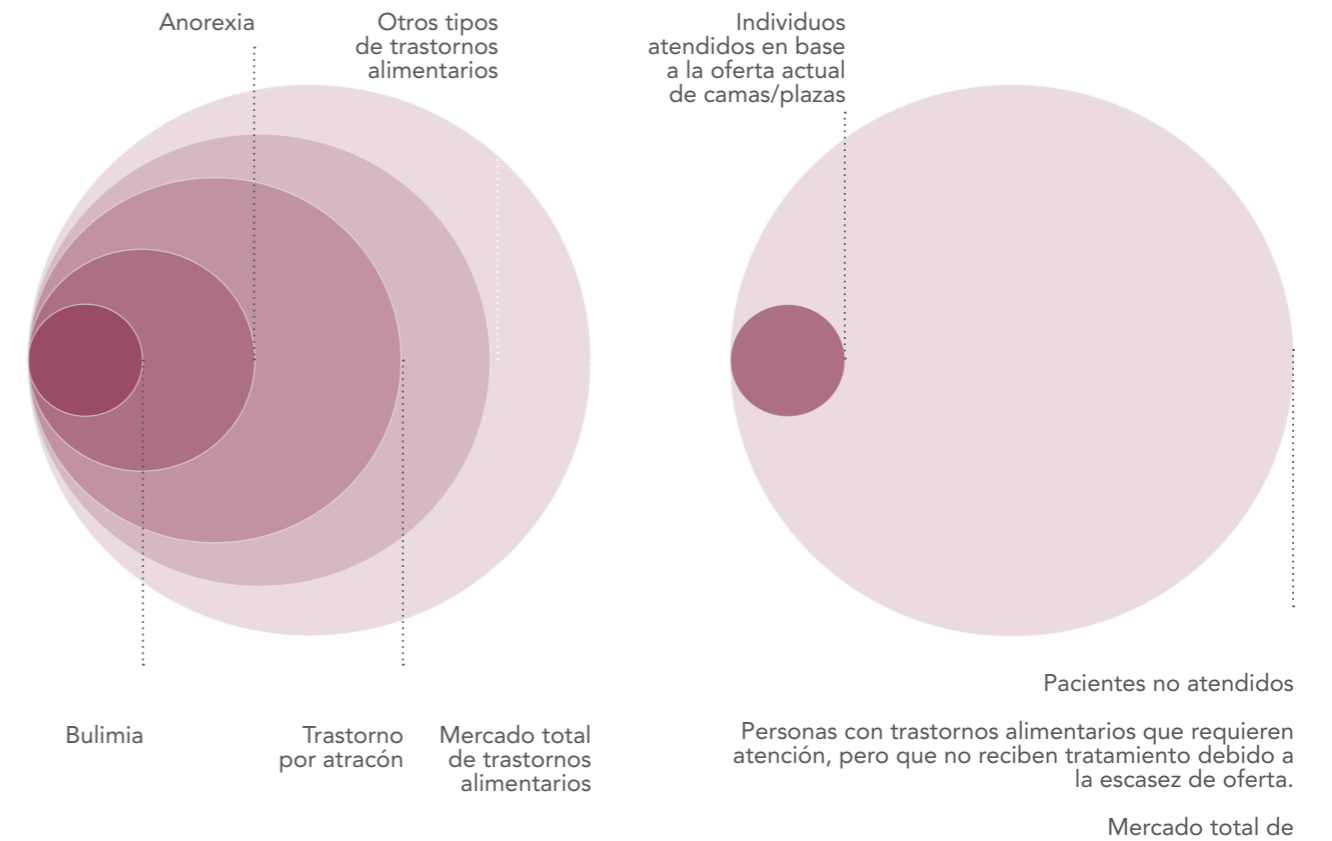 Anorexia
Otros tipos
de trastornos
alimentarios
Individuos
atendidos en base
a la oferta actual
de camas/plazas
Bulimia
Trastorno
por atracón
Mercado total
de trastornos
alimentarios
Pacientes no atendidos
Personas con trastornos alimentarios que requieren
atención, pero que no reciben tratamiento debido a
la escasez de oferta.
Mercado total de